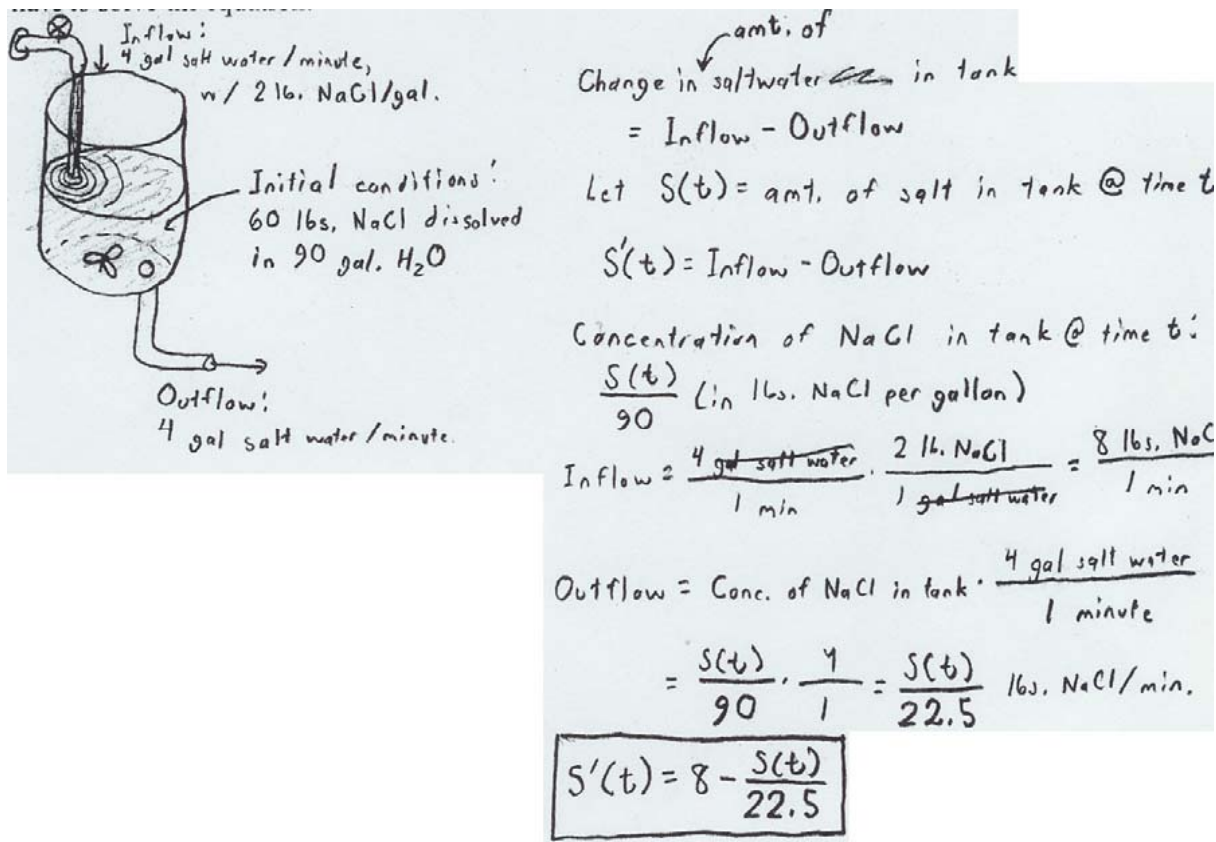 Inflow:
4 gal salt water/minute,
w/ 2 lb. NaCl/gal.
Initial conditions:
60 lbs. NaCl dissolved
in 90 gal. H₂O
Outflow:
4 gal salt water/minute.
amt. of
Change in saltwater in tank
= Inflow - Outflow
Let S(t) = amt. of salt in tank @ time t
S'(t) = Inflow - Outflow
Concentration of NaCl in tank @ time t:
S(t)/90 (in lbs. NaCl per gallon)
Inflow = 4 gal salt water/1 min · 2 lb. NaCl/1 gal salt water = 8 lbs. NaC/1 min
Outflow = Conc. of NaCl in tank · 4 gal salt water/1 minute
= S(t)/90 · 4/1 = S(t)/22.5 lbs. NaCl/min.
S'(t) = 8 - S(t)/22.5